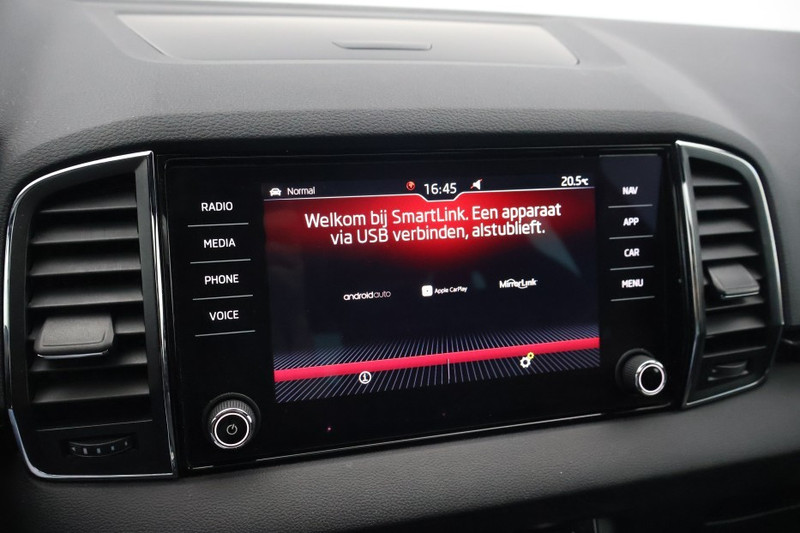 Normal 16:45 20.5°C
RADIO
MEDIA
PHONE
VOICE
Welkom bij SmartLink. Een apparaat
via USB verbinden, alstublieft.
androidauto Apple CarPlay MirrorLink
NAV
APP
CAR
MENU